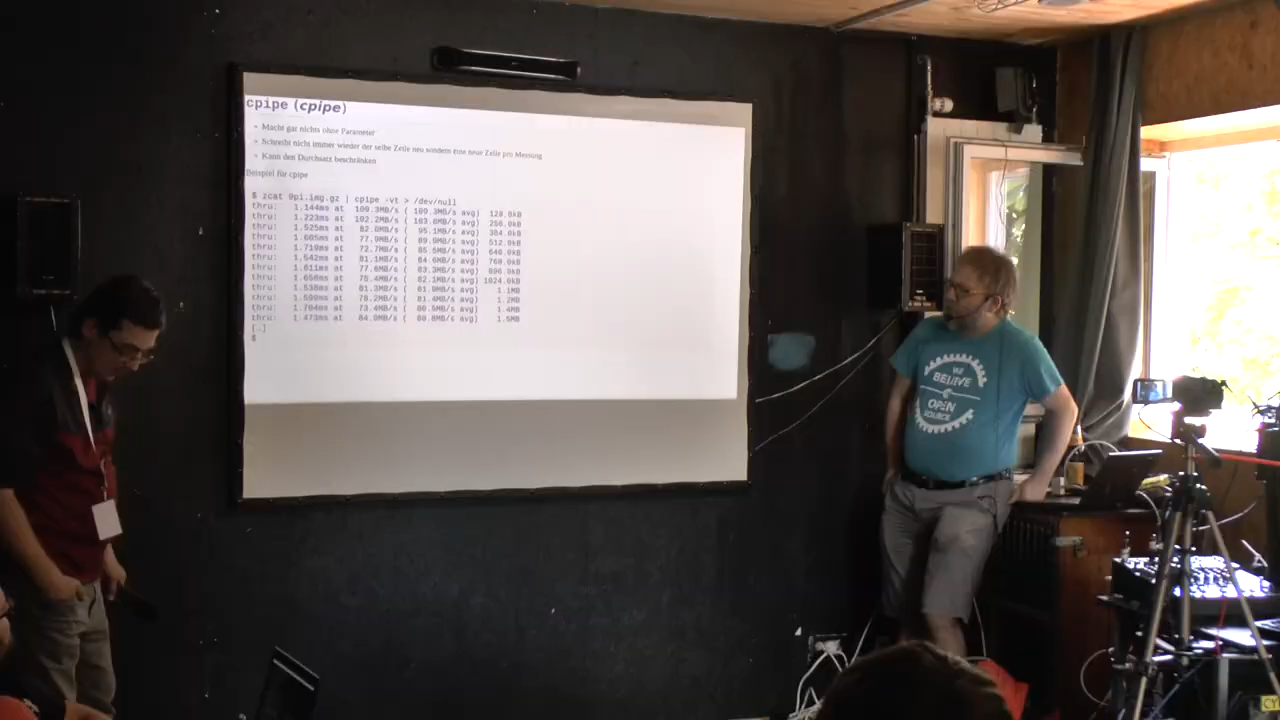 cpipe (cpipe)
Macht gar nichts ohne Parameter
Schreibt nicht immer wieder der selbe Zeile neu sondern eine neue Zeile pro Messung
Kann den Durchsatz beschränken
Beispiel für cpipe
$ zcat 0pi.img.gz | cpipe -vt > /dev/null
thru: 1.144ms at 109.3MB/s ( 109.3MB/s avg) 128.0kB
thru: 1.223ms at 102.2MB/s ( 103.8MB/s avg) 256.0kB
thru: 1.525ms at 82.0MB/s ( 95.1MB/s avg) 384.0kB
thru: 1.605ms at 77.9MB/s ( 89.9MB/s avg) 512.0kB
thru: 1.719ms at 72.7MB/s ( 85.5MB/s avg) 640.0kB
thru: 1.542ms at 81.1MB/s ( 84.6MB/s avg) 768.0kB
thru: 1.611ms at 77.6MB/s ( 83.3MB/s avg) 896.0kB
thru: 1.658ms at 75.4MB/s ( 82.1MB/s avg) 1024.0kB
thru: 1.538ms at 81.3MB/s ( 81.9MB/s avg) 1.1MB
thru: 1.599ms at 78.2MB/s ( 81.4MB/s avg) 1.2MB
thru: 1.704ms at 73.4MB/s ( 80.5MB/s avg) 1.4MB
thru: 1.473ms at 84.9MB/s ( 80.8MB/s avg) 1.5MB
[…]
$
WE
BELIEVE
IN
OPEN
SOURCE